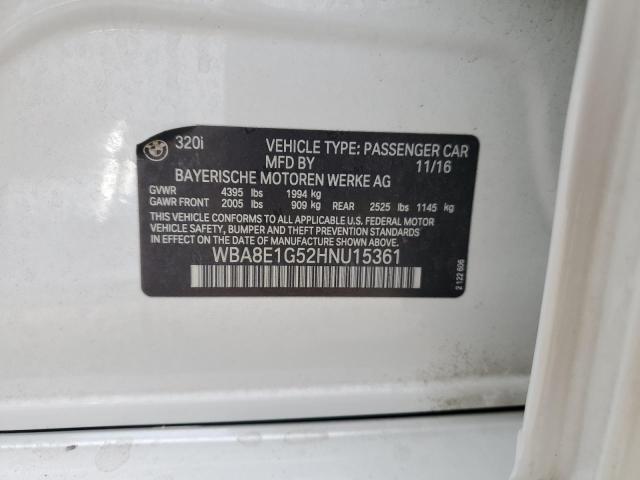 BMW 320i VEHICLE TYPE: PASSENGER CAR
MFD BY 11/16
BAYERISCHE MOTOREN WERKE AG
GVWR 4395 lbs 1994 kg
GAWR FRONT 2005 lbs 909 kg REAR 2525 lbs 1145 kg
THIS VEHICLE CONFORMS TO ALL APPLICABLE U.S. FEDERAL MOTOR
VEHICLE SAFETY, BUMPER, AND THEFT PREVENTION STANDARDS
IN EFFECT ON THE DATE OF MANUFACTURE SHOWN ABOVE.
WBA8E1G52HNU15361
2 122 606